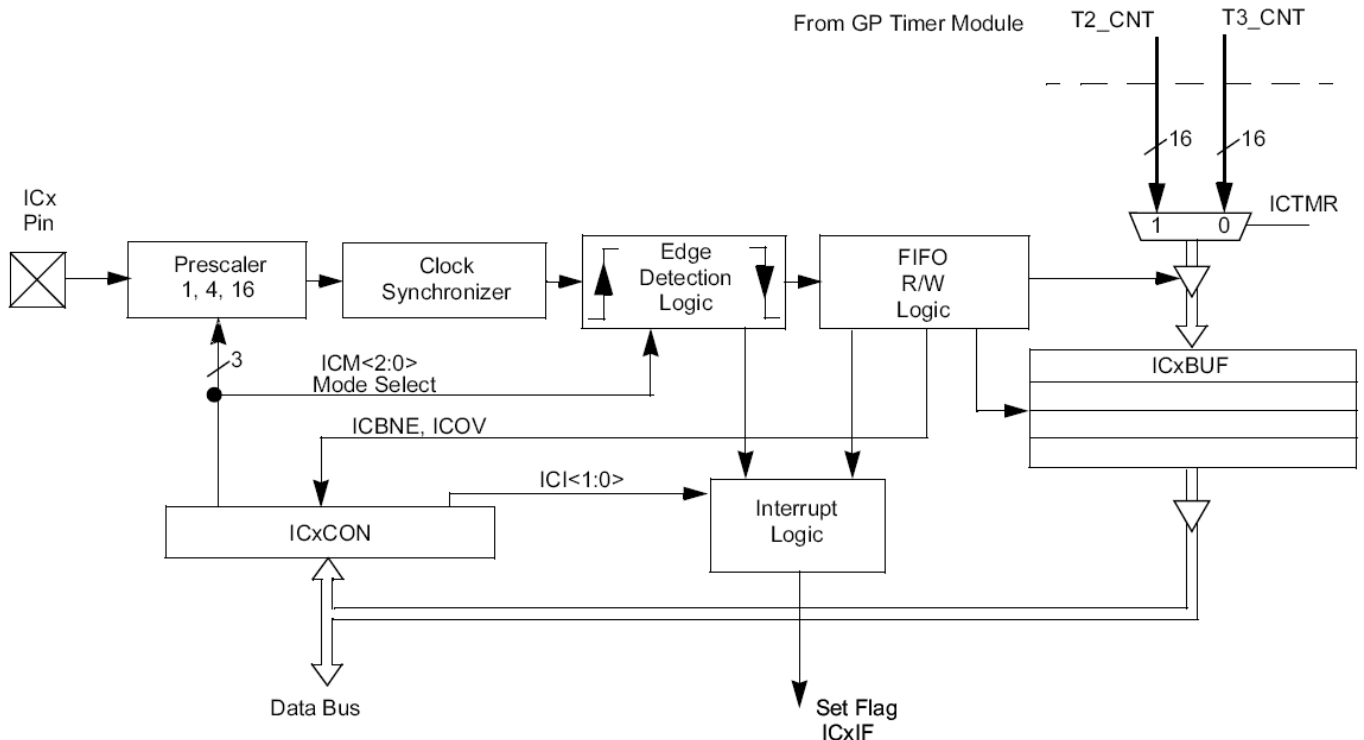 From GP Timer Module
T2_CNT
T3_CNT
16
16
ICx
Pin
1
0
ICTMR
Prescaler
1, 4, 16
Clock
Synchronizer
Edge
Detection
Logic
FIFO
R/W
Logic
3
ICM<2:0>
Mode Select
ICxBUF
ICBNE, ICOV
ICI<1:0>
Interrupt
Logic
ICxCON
Data Bus
Set Flag
ICxIF